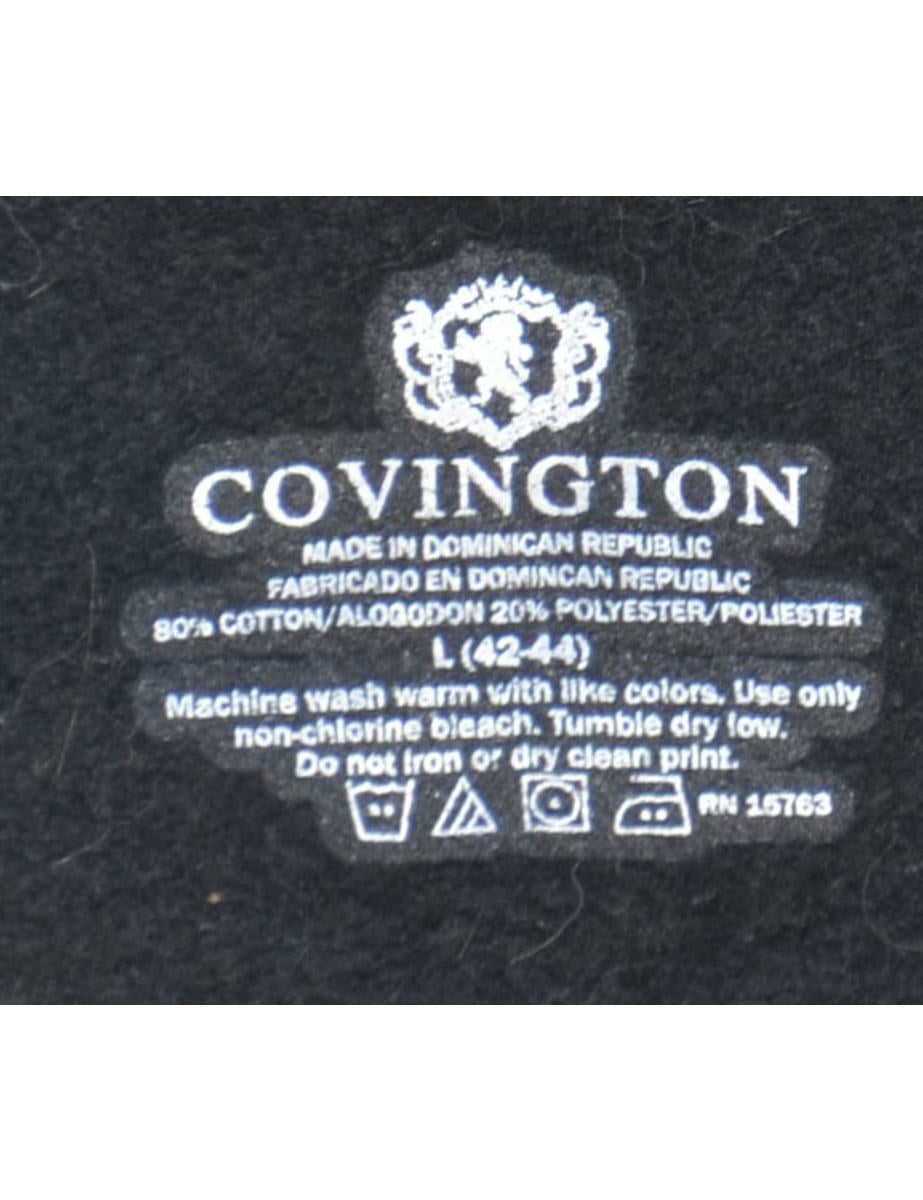 COVINGTON
MADE IN DOMINICAN REPUBLIC
FABRICADO EN DOMINCAN REPUBLIC
80% COTTON/ALOGODON 20% POLYESTER/POLIESTER
L (42-44)
Machine wash warm with like colors. Use only
non-chlorine bleach. Tumble dry low.
Do not iron or dry clean print.
RN 15763